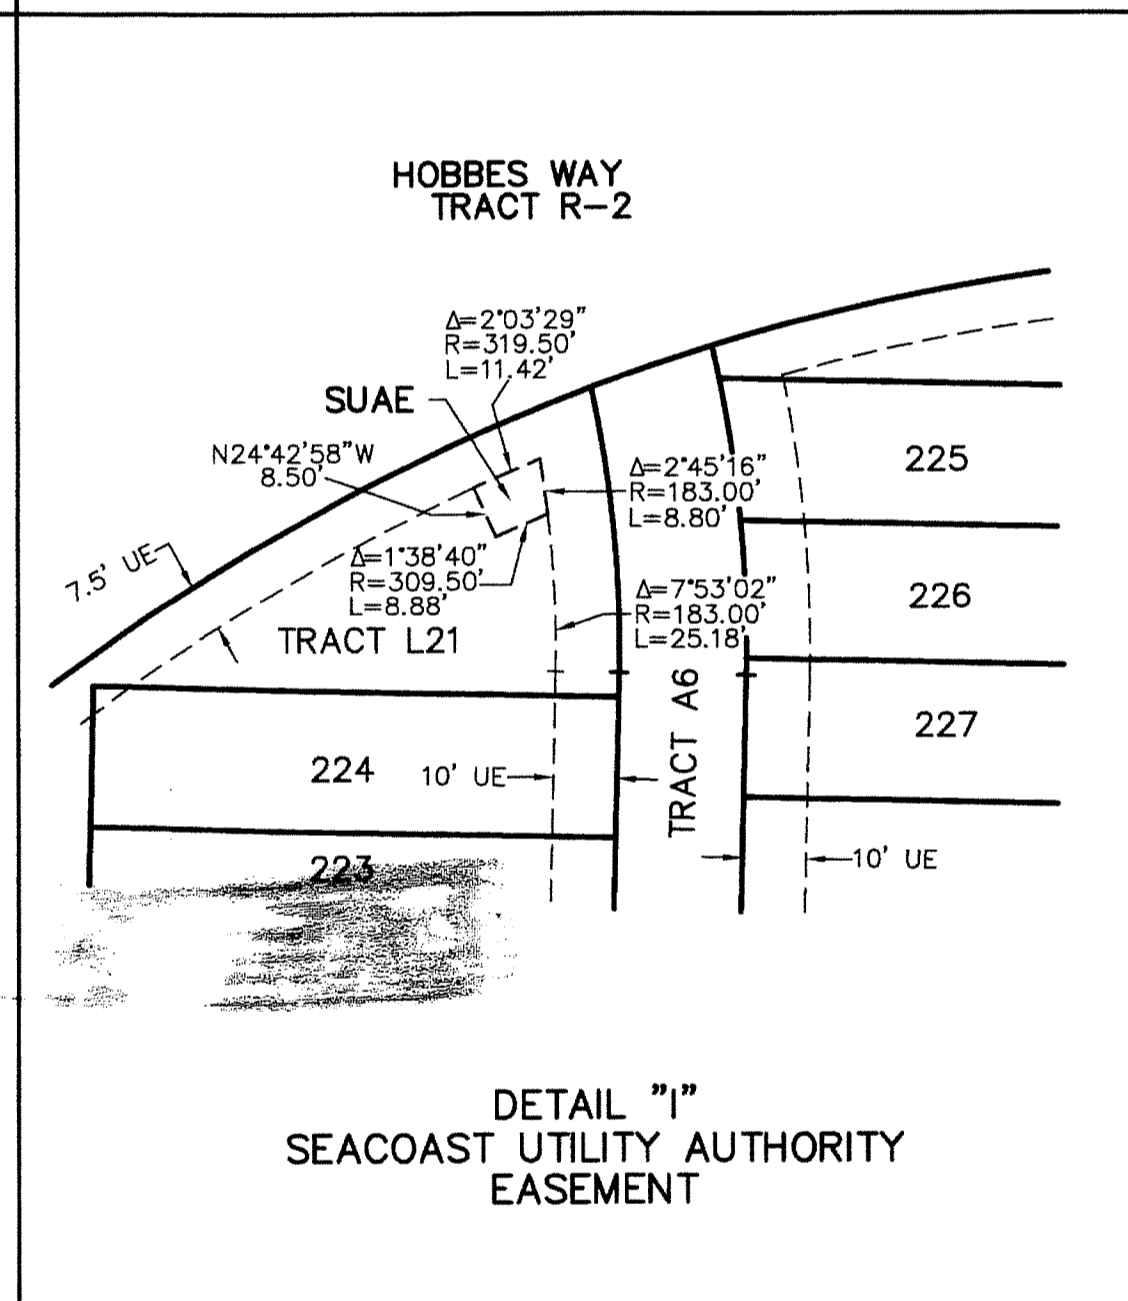 HOBBES WAY
TRACT R-2
Δ=2°03'29"
R=319.50'
L=11.42'
SUAE
N24°42'58"W
8.50'
225
Δ=2°45'16"
R=183.00'
L=8.80'
7.5' UE
Δ=1°38'40"
R=309.50'
L=8.88'
Δ=7°53'02"
R=183.00'
L=25.18'
226
TRACT L21
TRACT A6
227
224
10' UE
223
10' UE
DETAIL "I"
SEACOAST UTILITY AUTHORITY
EASEMENT